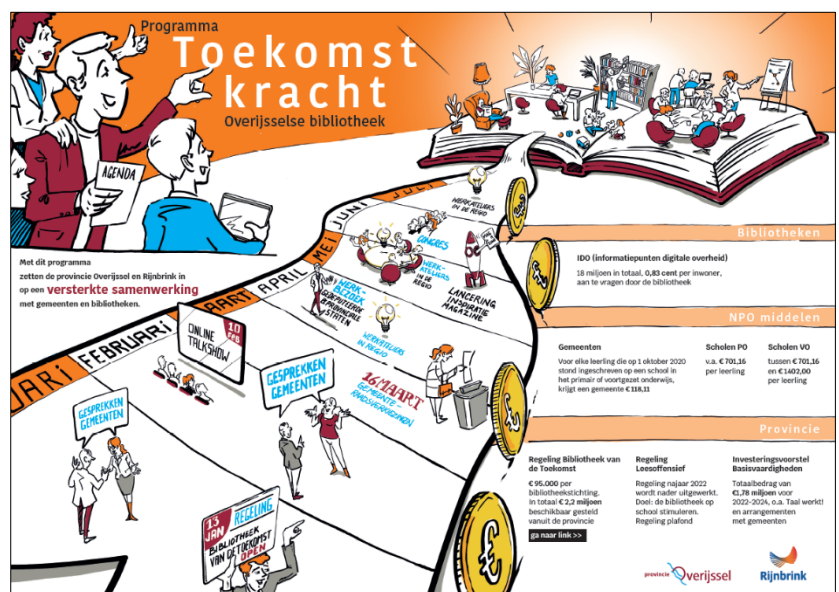 Programma
Toekomst
kracht
Overijsselse bibliotheek
AGENDA
Met dit programma
zetten de provincie Overijssel en Rijnbrink in
op een versterkte samenwerking
met gemeenten en bibliotheken.
UARI
FEBRUARI
MAART
APRIL
MEI
JUNI
JULI
GESPREKKEN
GEMEENTEN
13
JAN
REGELING
BIBLIOTHEEK
VAN DE TOEKOMST
OPEN
ONLINE
TALKSHOW
10
FEB
GESPREKKEN
GEMEENTEN
16 MAART
GEMEENTE-
RAADSVERKIEZINGEN
WERK-
BEZOEK
GEDEPUTEERDE
& PROVINCIALE
STATEN
WERKATELIERS
IN REGIO
CONGRES
WERK-
ATELIERS
IN DE
REGIO
LANCERING
INSPIRATIE
MAGAZINE
WERKATELIERS
IN DE REGIO
Bibliotheken
IDO (informatiepunten digitale overheid)
18 miljoen in totaal, 0,83 cent per inwoner,
aan te vragen door de bibliotheek
NPO middelen
Gemeenten
Voor elke leerling die op 1 oktober 2020
stond ingeschreven op een school in
het primair of voortgezet onderwijs,
krijgt een gemeente € 118,11
Scholen PO
v.a. € 701,16
per leerling
Scholen VO
tussen € 701,16
en € 1402,00
per leerling
Provincie
Regeling Bibliotheek van
de Toekomst
€ 95.000 per
bibliotheekstichting.
In totaal € 2,2 miljoen
beschikbaar gesteld
vanuit de provincie
ga naar link >>
Regeling
Leesoffensief
Regeling najaar 2022
wordt nader uitgewerkt.
Doel: de bibliotheek op
school stimuleren.
Regeling plafond
Investeringsvoorstel
Basisvaardigheden
Totaalbedrag van
€1,78 miljoen voor
2022-2024, o.a. Taal werkt!
en arrangementen
met gemeenten
provincie Overijssel
Rijnbrink